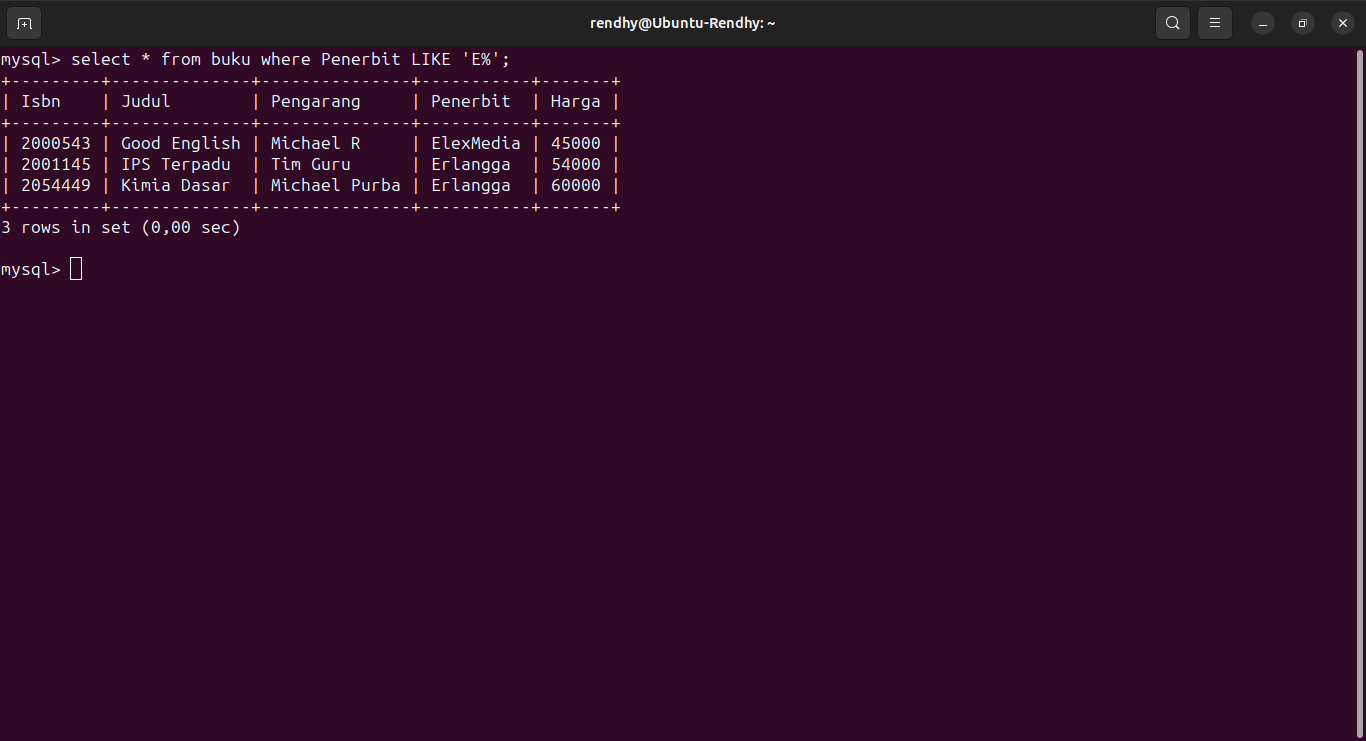 rendhy@Ubuntu-Rendhy: ~
mysql> select * from buku where Penerbit LIKE 'E%';
+---------+--------------+---------------+-----------+-------+
| Isbn    | Judul        | Pengarang     | Penerbit  | Harga |
+---------+--------------+---------------+-----------+-------+
| 2000543 | Good English | Michael R     | ElexMedia | 45000 |
| 2001145 | IPS Terpadu  | Tim Guru      | Erlangga  | 54000 |
| 2054449 | Kimia Dasar  | Michael Purba | Erlangga  | 60000 |
+---------+--------------+---------------+-----------+-------+
3 rows in set (0,00 sec)
mysql>